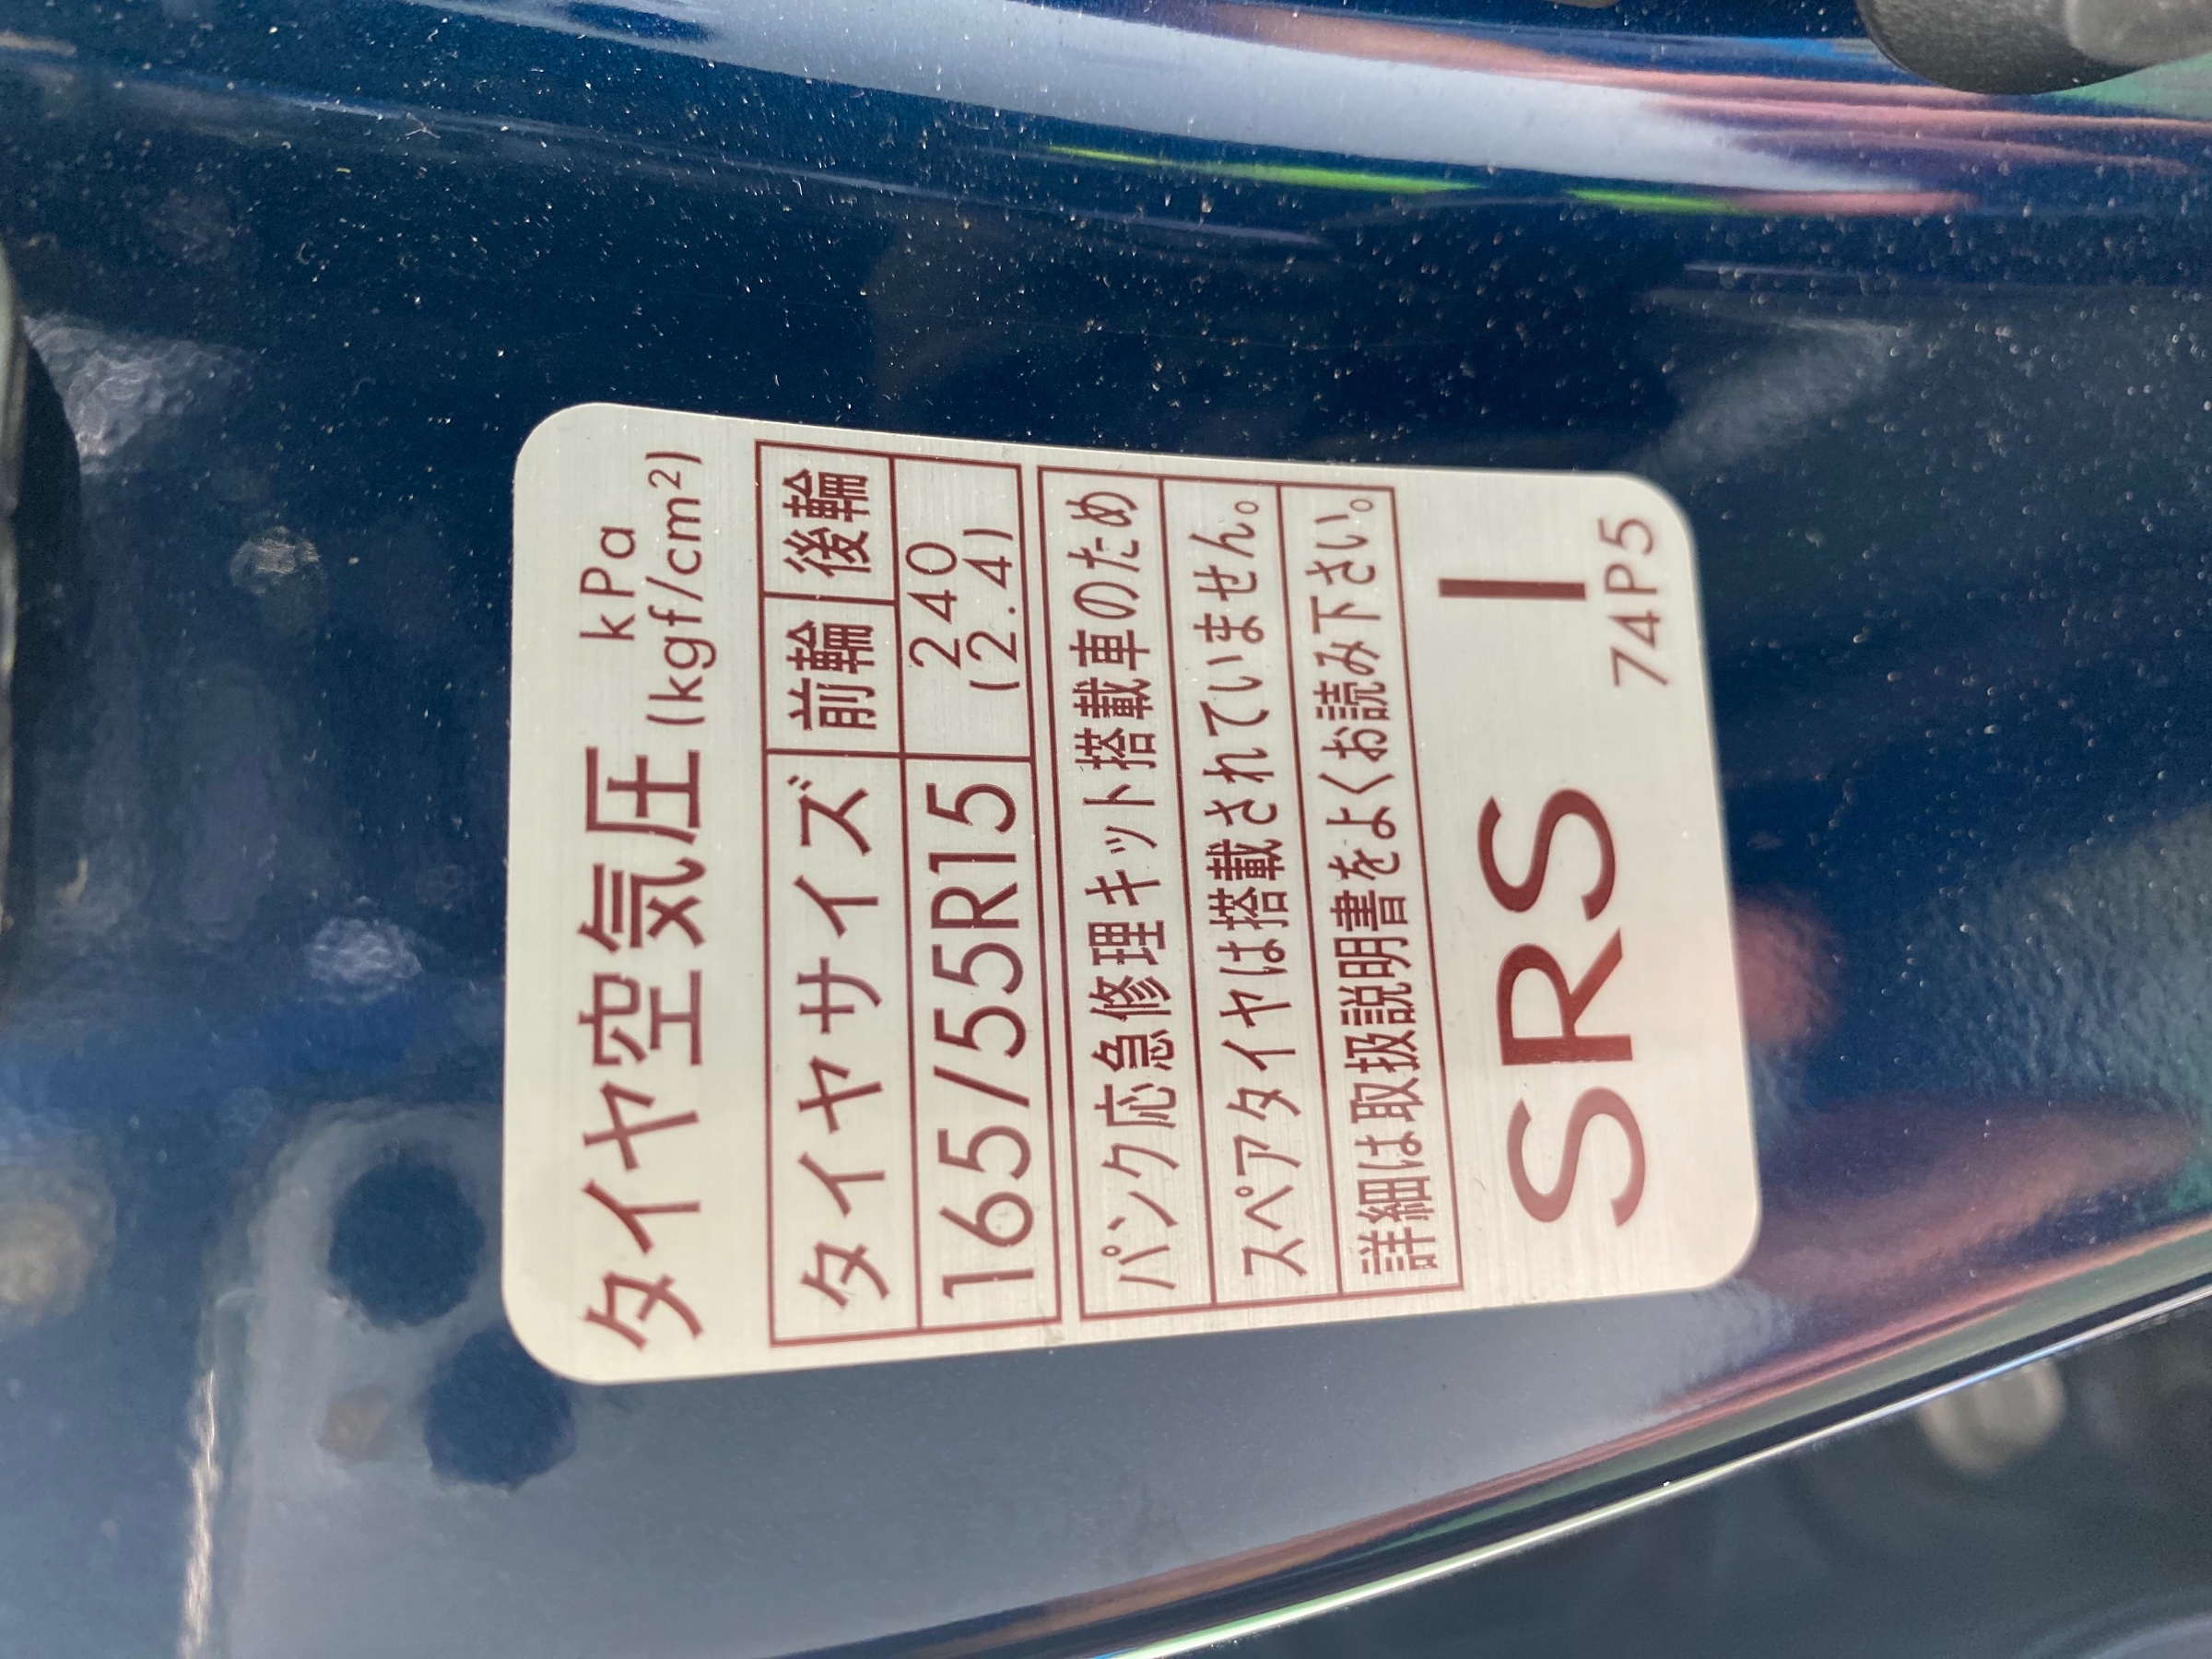 タイヤ空気圧 kPa
(kgf/cm²)
タイヤサイズ 前輪 後輪
165/55R15 240
(2.4)
パンク応急修理キット搭載車のため
スペアタイヤは搭載されていません。
詳細は取扱説明書をよくお読み下さい。
SRS I
74P5